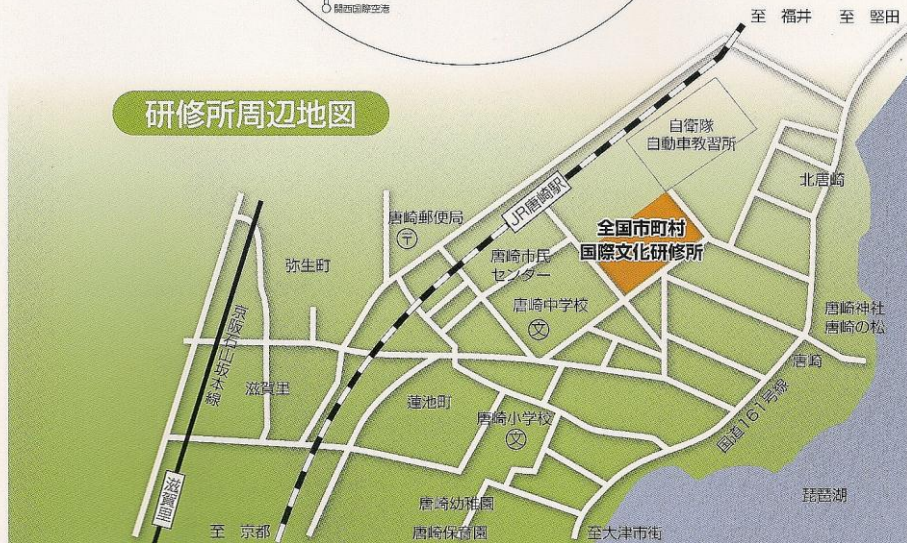 関西国際空港
至 福井 至 堅田
研修所周辺地図
自衛隊
自動車教習所
北唐崎
JR唐崎駅
唐崎郵便局
〒
全国市町村
国際文化研修所
唐崎市民
センター
弥生町
唐崎中学校
文
唐崎神社
唐崎の松
京阪石山坂本線
唐崎
滋賀里
蓮池町
国道161号線
唐崎小学校
文
滋賀里
琵琶湖
唐崎幼稚園
至 京都
唐崎保育園
至大津市街